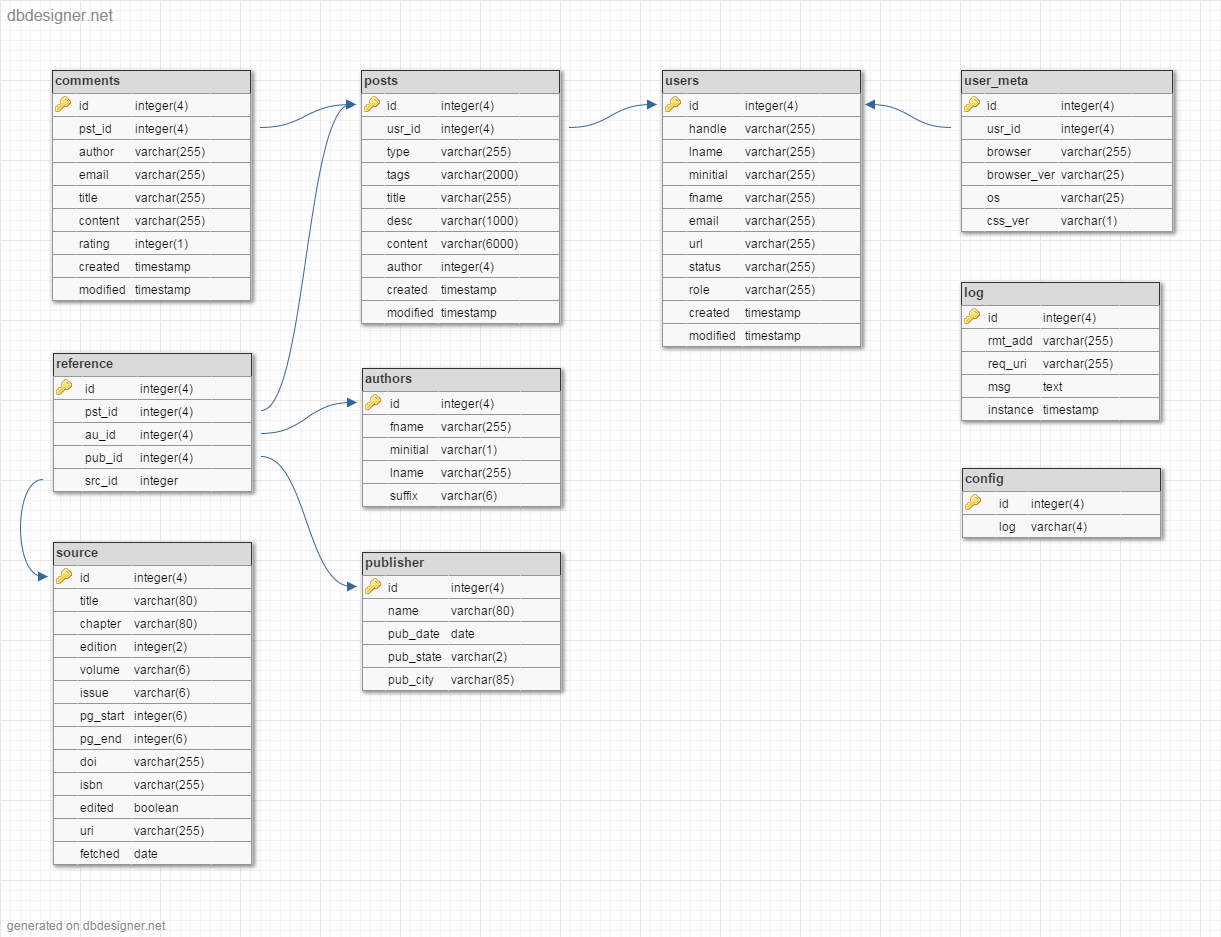 dbdesigner.net
comments
id integer(4)
pst_id integer(4)
author varchar(255)
email varchar(255)
title varchar(255)
content varchar(255)
rating integer(1)
created timestamp
modified timestamp
posts
id integer(4)
usr_id integer(4)
type varchar(255)
tags varchar(2000)
title varchar(255)
desc varchar(1000)
content varchar(6000)
author integer(4)
created timestamp
modified timestamp
users
id integer(4)
handle varchar(255)
lname varchar(255)
minitial varchar(255)
fname varchar(255)
email varchar(255)
url varchar(255)
status varchar(255)
role varchar(255)
created timestamp
modified timestamp
user_meta
id integer(4)
usr_id integer(4)
browser varchar(255)
browser_ver varchar(25)
os varchar(25)
css_ver varchar(1)
log
id integer(4)
rmt_add varchar(255)
req_uri varchar(255)
msg text
instance timestamp
reference
id integer(4)
pst_id integer(4)
au_id integer(4)
pub_id integer(4)
src_id integer
authors
id integer(4)
fname varchar(255)
minitial varchar(1)
lname varchar(255)
suffix varchar(6)
config
id integer(4)
log varchar(4)
source
id integer(4)
title varchar(80)
chapter varchar(80)
edition integer(2)
volume varchar(6)
issue varchar(6)
pg_start integer(6)
pg_end integer(6)
doi varchar(255)
isbn varchar(255)
edited boolean
uri varchar(255)
fetched date
publisher
id integer(4)
name varchar(80)
pub_date date
pub_state varchar(2)
pub_city varchar(85)
generated on dbdesigner.net